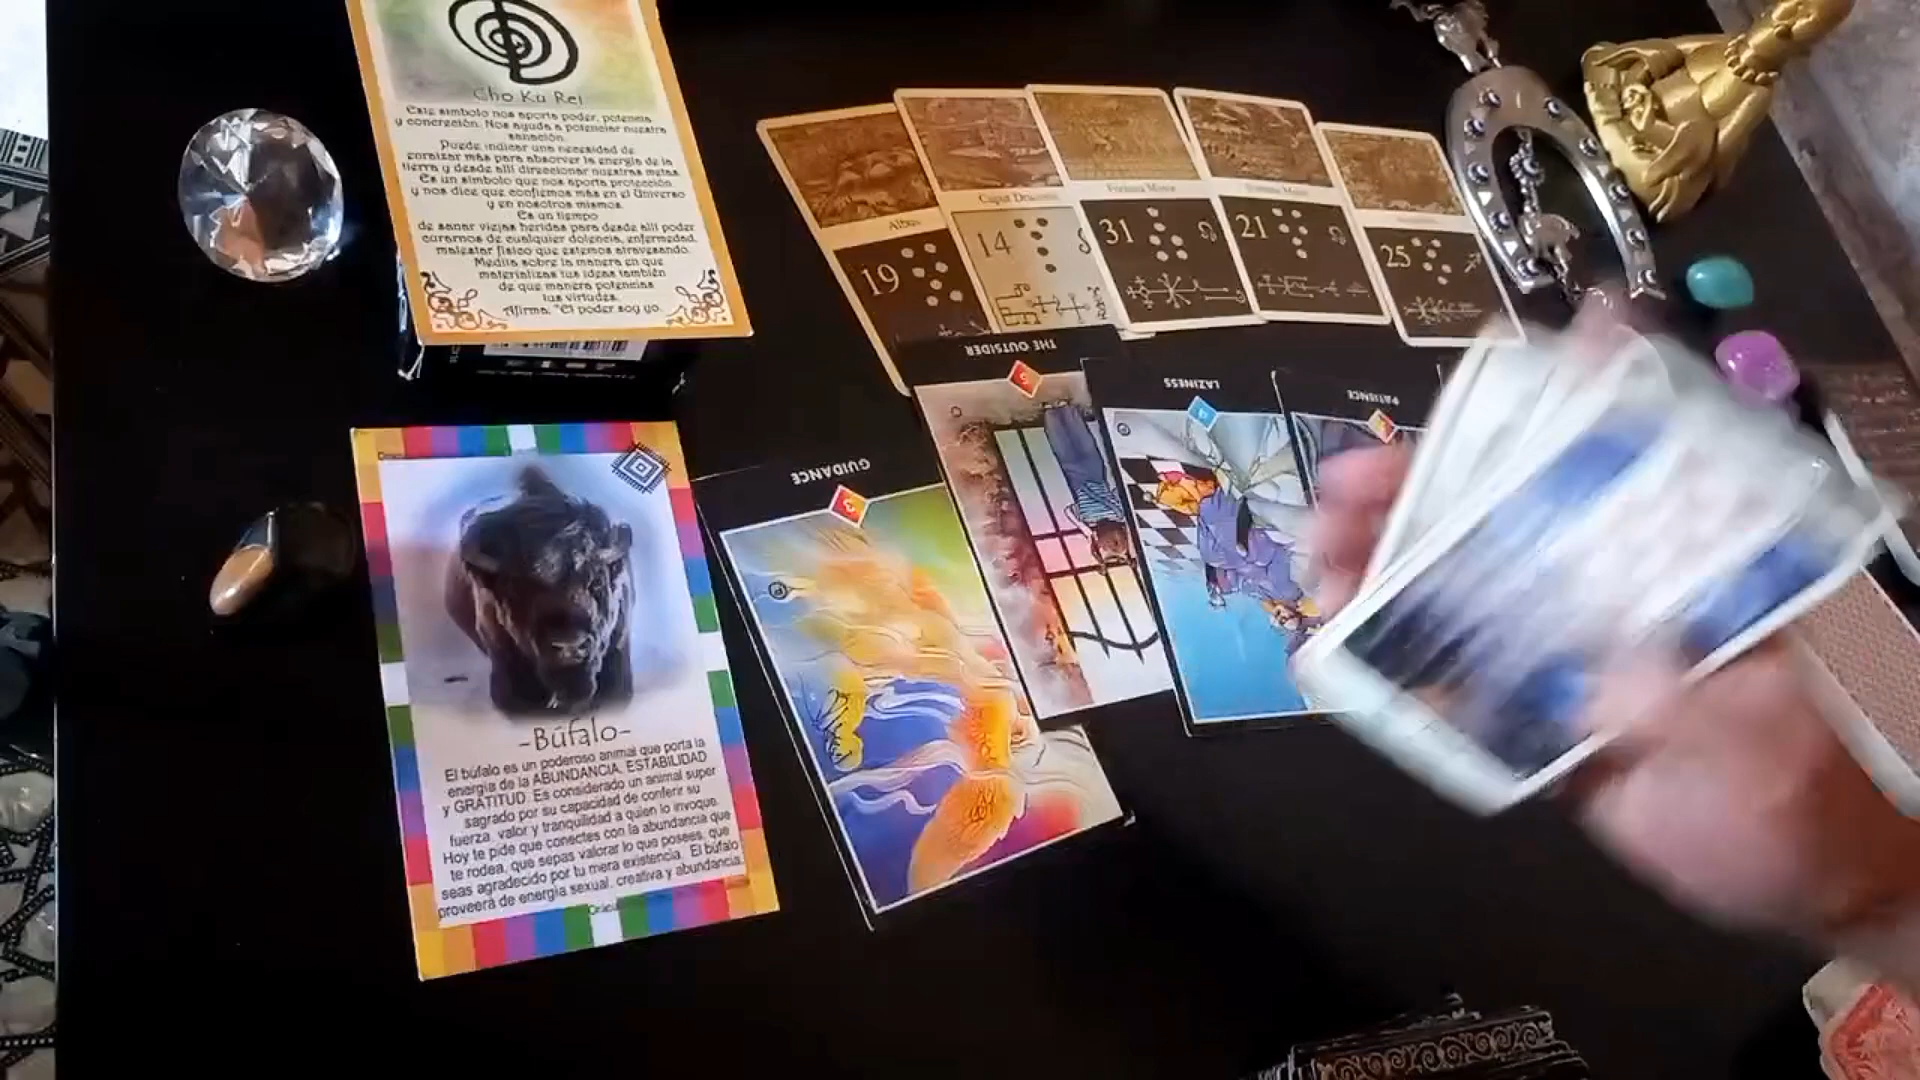 Cho Ku Rei
Este símbolo nos aporta poder, potencia
y concreción. Nos ayuda a potenciar nuestra
sanación.
Puede indicar una necesidad de
enraizar más para absorber la energía de la
tierra y desde allí direccionar nuestras metas.
Es un símbolo que nos aporta protección
y nos dice que confiemos más en el Universo
y en nosotros mismos.
Es un tiempo
de sanar viejas heridas para desde allí poder
curarnos de cualquier dolencia, enfermedad,
malestar físico que estemos atravesando.
Medita sobre la manera en que
materializas tus ideas también
de que manera potencias
tus virtudes.
Afirma: "El poder soy yo.
Albus
19
Caput Draconis
14
Fortuna Minor
31
21
25
THE OUTSIDER
5
LAZINESS
4
PATIENCE
GUIDANCE
3
-Búfalo-
El búfalo es un poderoso animal que porta la
energía de la ABUNDANCIA, ESTABILIDAD
y GRATITUD. Es considerado un animal super
sagrado por su capacidad de conferir su
fuerza, valor y tranquilidad a quien lo invoque.
Hoy te pide que conectes con la abundancia que
te rodea, que sepas valorar lo que posees, que
seas agradecido por tu mera existencia. El búfalo
proveerá de energía sexual, creativa y abundancia.